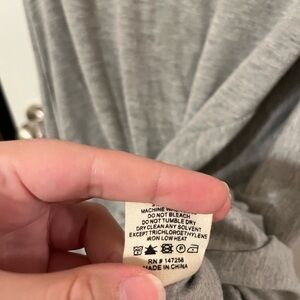 MACHINE WASH
DO NOT BLEACH
DO NOT TUMBLE DRY
DRY CLEAN ANY SOLVENT
EXCEPT TRICHLOROETHYLENE
IRON LOW HEAT
RN # 147256
MADE IN CHINA